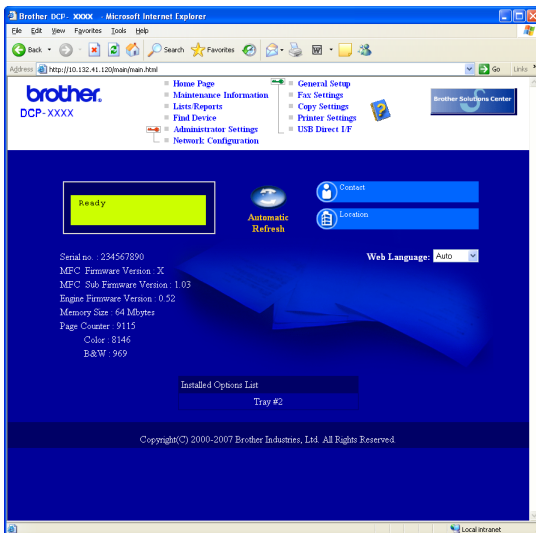 Brother DCP- XXXX - Microsoft Internet Explorer
File Edit View Favorites Tools Help
Back Search Favorites
Address http://10.132.41.120/main/main.html Go Links
brother.
DCP-XXXX
Home Page
Maintenance Information
Lists/Reports
Find Device
Administrator Settings
Network Configuration
General Setup
Fax Settings
Copy Settings
Printer Settings
USB Direct I/F
Brother Solutions Center
Ready
Automatic
Refresh
Contact
Location
Web Language: Auto
Serial no. : 234567890
MFC Firmware Version : X
MFC Sub Firmware Version : 1.03
Engine Firmware Version : 0.52
Memory Size : 64 Mbytes
Page Counter : 9115
Color : 8146
B&W : 969
Installed Options List
Tray #2
Copyright(C) 2000-2007 Brother Industries, Ltd. All Rights Reserved.
Local intranet